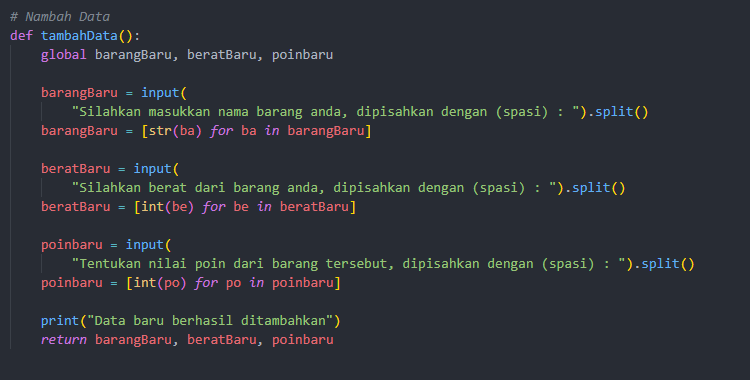 # Nambah Data
def tambahData():
    global barangBaru, beratBaru, poinbaru
    barangBaru = input(
        "Silahkan masukkan nama barang anda, dipisahkan dengan (spasi) : ").split()
    barangBaru = [str(ba) for ba in barangBaru]
    beratBaru = input(
        "Silahkan berat dari barang anda, dipisahkan dengan (spasi) : ").split()
    beratBaru = [int(be) for be in beratBaru]
    poinbaru = input(
        "Tentukan nilai poin dari barang tersebut, dipisahkan dengan (spasi) : ").split()
    poinbaru = [int(po) for po in poinbaru]
    print("Data baru berhasil ditambahkan")
    return barangBaru, beratBaru, poinbaru